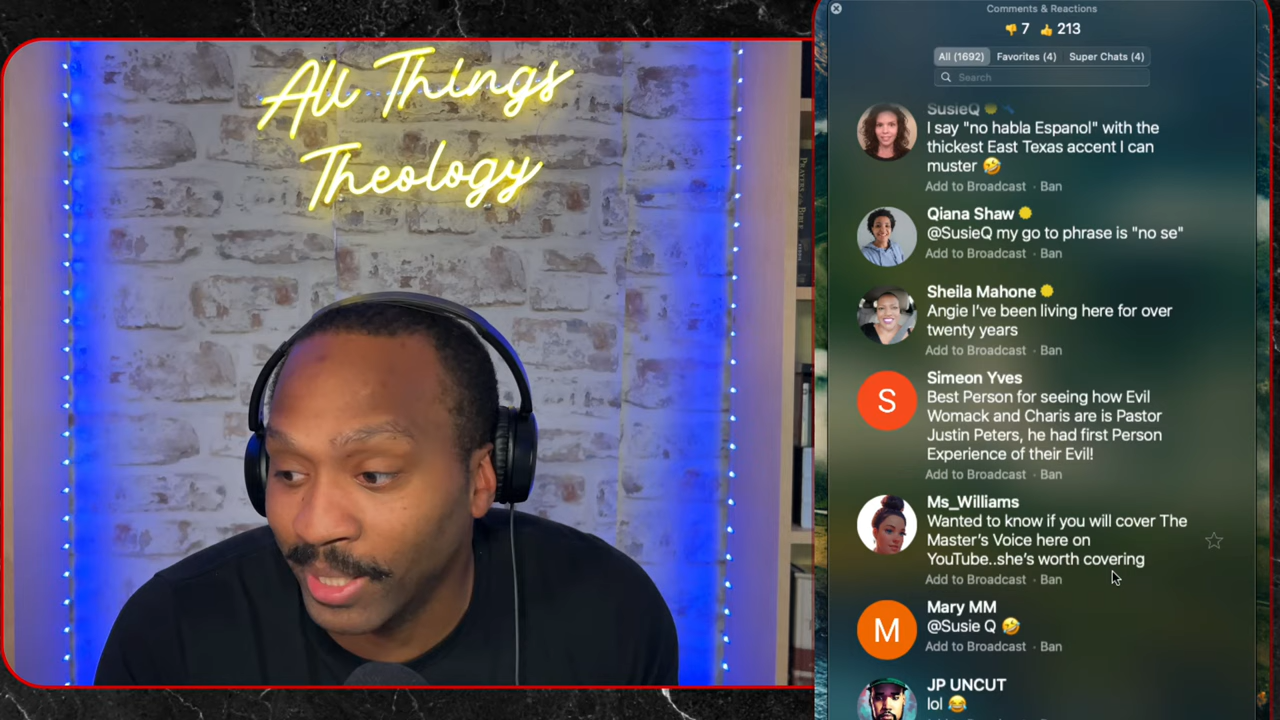 All Things
Theology
Comments & Reactions
👎 7 👍 213
All (1692) Favorites (4) Super Chats (4)
Search
SusieQ
I say "no habla Espanol" with the
thickest East Texas accent I can
muster 🤣
Add to Broadcast · Ban
Qiana Shaw
@SusieQ my go to phrase is "no se"
Add to Broadcast · Ban
Sheila Mahone
Angie I've been living here for over
twenty years
Add to Broadcast · Ban
S
Simeon Yves
Best Person for seeing how Evil
Womack and Charis are is Pastor
Justin Peters, he had first Person
Experience of their Evil!
Add to Broadcast · Ban
Ms_Williams
Wanted to know if you will cover The
Master's Voice here on
YouTube..she's worth covering
Add to Broadcast · Ban
M
Mary MM
@Susie Q 🤣
Add to Broadcast · Ban
JP UNCUT
lol 😂